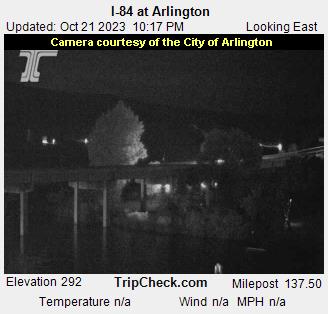 I-84 at Arlington
Updated: Oct 21 2023 10:17 PM Looking East
Camera courtesy of the City of Arlington
Elevation 292 TripCheck.com Milepost 137.50
Temperature n/a Wind n/a MPH n/a